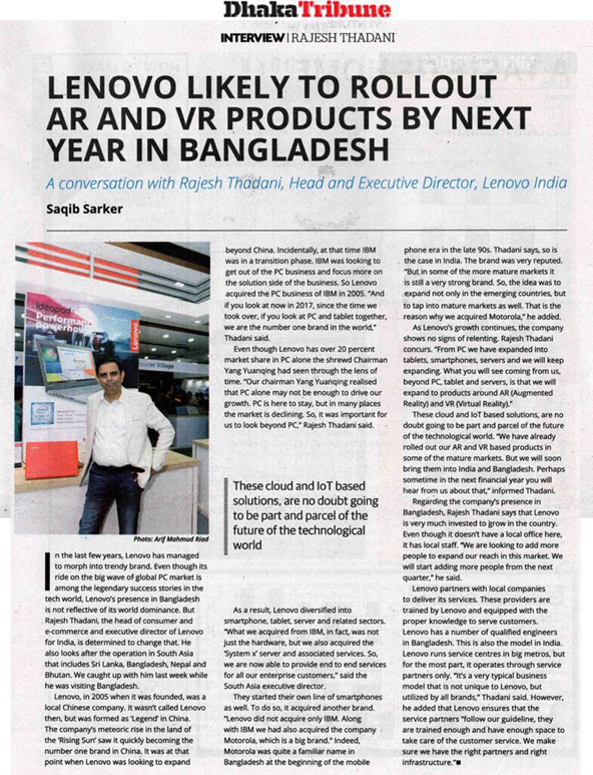 DhakaTribune
INTERVIEW | RAJESH THADANI
LENOVO LIKELY TO ROLLOUT
AR AND VR PRODUCTS BY NEXT
YEAR IN BANGLADESH
A conversation with Rajesh Thadani, Head and Executive Director, Lenovo India
Saqib Sarker
ideapad
Performance
powerhouse
Lenovo
Photo: Arif Mahmud Riad
In the last few years, Lenovo has managed
to morph into trendy brand. Even though its
ride on the big wave of global PC market is
among the legendary success stories in the
tech world, Lenovo's presence in Bangladesh
is not reflective of its world dominance. But
Rajesh Thadani, the head of consumer and
e-commerce and executive director of Lenovo
for India, is determined to change that. He
also looks after the operation in South Asia
that includes Sri Lanka, Bangladesh, Nepal and
Bhutan. We caught up with him last week while
he was visiting Bangladesh.
Lenovo, in 2005 when it was founded, was a
local Chinese company. It wasn't called Lenovo
then, but was formed as 'Legend' in China.
The company's meteoric rise in the land of
the 'Rising Sun' saw it quickly becoming the
number one brand in China. It was at that
point when Lenovo was looking to expand
beyond China. Incidentally, at that time IBM
was in a transition phase. IBM was looking to
get out of the PC business and focus more on
the solution side of the business. So Lenovo
acquired the PC business of IBM in 2005. "And
if you look at now in 2017, since the time we
took over, if you look at PC and tablet together,
we are the number one brand in the world,"
Thadani said.
Even though Lenovo has over 20 percent
market share in PC alone the shrewd Chairman
Yang Yuanqing had seen through the lens of
time. "Our chairman Yang Yuanqing realised
that PC alone may not be enough to drive our
growth. PC is here to stay, but in many places
the market is declining. So, it was important for
us to look beyond PC," Rajesh Thadani said.
These cloud and IoT based
solutions, are no doubt going
to be part and parcel of the
future of the technological
world
As a result, Lenovo diversified into
smartphone, tablet, server and related sectors.
"What we acquired from IBM, in fact, was not
just the hardware, but we also acquired the
'System x' server and associated services. So,
we are now able to provide end to end services
for all our enterprise customers," said the
South Asia executive director.
They started their own line of smartphones
as well. To do so, it acquired another brand.
"Lenovo did not acquire only IBM. Along
with IBM we had also acquired the company
Motorola, which is a big brand." Indeed,
Motorola was quite a familiar name in
Bangladesh at the beginning of the mobile
phone era in the late 90s. Thadani says, so is
the case in India. The brand was very reputed.
"But in some of the more mature markets it
is still a very strong brand. So, the idea was to
expand not only in the emerging countries, but
to tap into mature markets as well. That is the
reason why we acquired Motorola," he added.
As Lenovo's growth continues, the company
shows no signs of relenting. Rajesh Thadani
concurs. "From PC we have expanded into
tablets, smartphones, servers and we will keep
expanding. What you will see coming from us,
beyond PC, tablet and servers, is that we will
expand to products around AR (Augmented
Reality) and VR (Virtual Reality)."
These cloud and IoT based solutions, are no
doubt going to be part and parcel of the future
of the technological world. "We have already
rolled out our AR and VR based products in
some of the mature markets. But we will soon
bring them into India and Bangladesh. Perhaps
sometime in the next financial year you will
hear from us about that," informed Thadani.
Regarding the company's presence in
Bangladesh, Rajesh Thadani says that Lenovo
is very much invested to grow in the country.
Even though it doesn't have a local office here,
it has local staff. "We are looking to add more
people to expand our reach in this market. We
will start adding more people from the next
quarter," he said.
Lenovo partners with local companies
to deliver its services. These providers are
trained by Lenovo and equipped with the
proper knowledge to serve customers.
Lenovo has a number of qualified engineers
in Bangladesh. This is also the model in India.
Lenovo runs service centres in big metros, but
for the most part, it operates through service
partners only. "It's a very typical business
model that is not unique to Lenovo, but
utilized by all brands," Thadani said. However,
he added that Lenovo ensures that the
service partners "follow our guideline, they
are trained enough and have enough space to
take care of the customer service. We make
sure we have the right partners and right
infrastructure."■